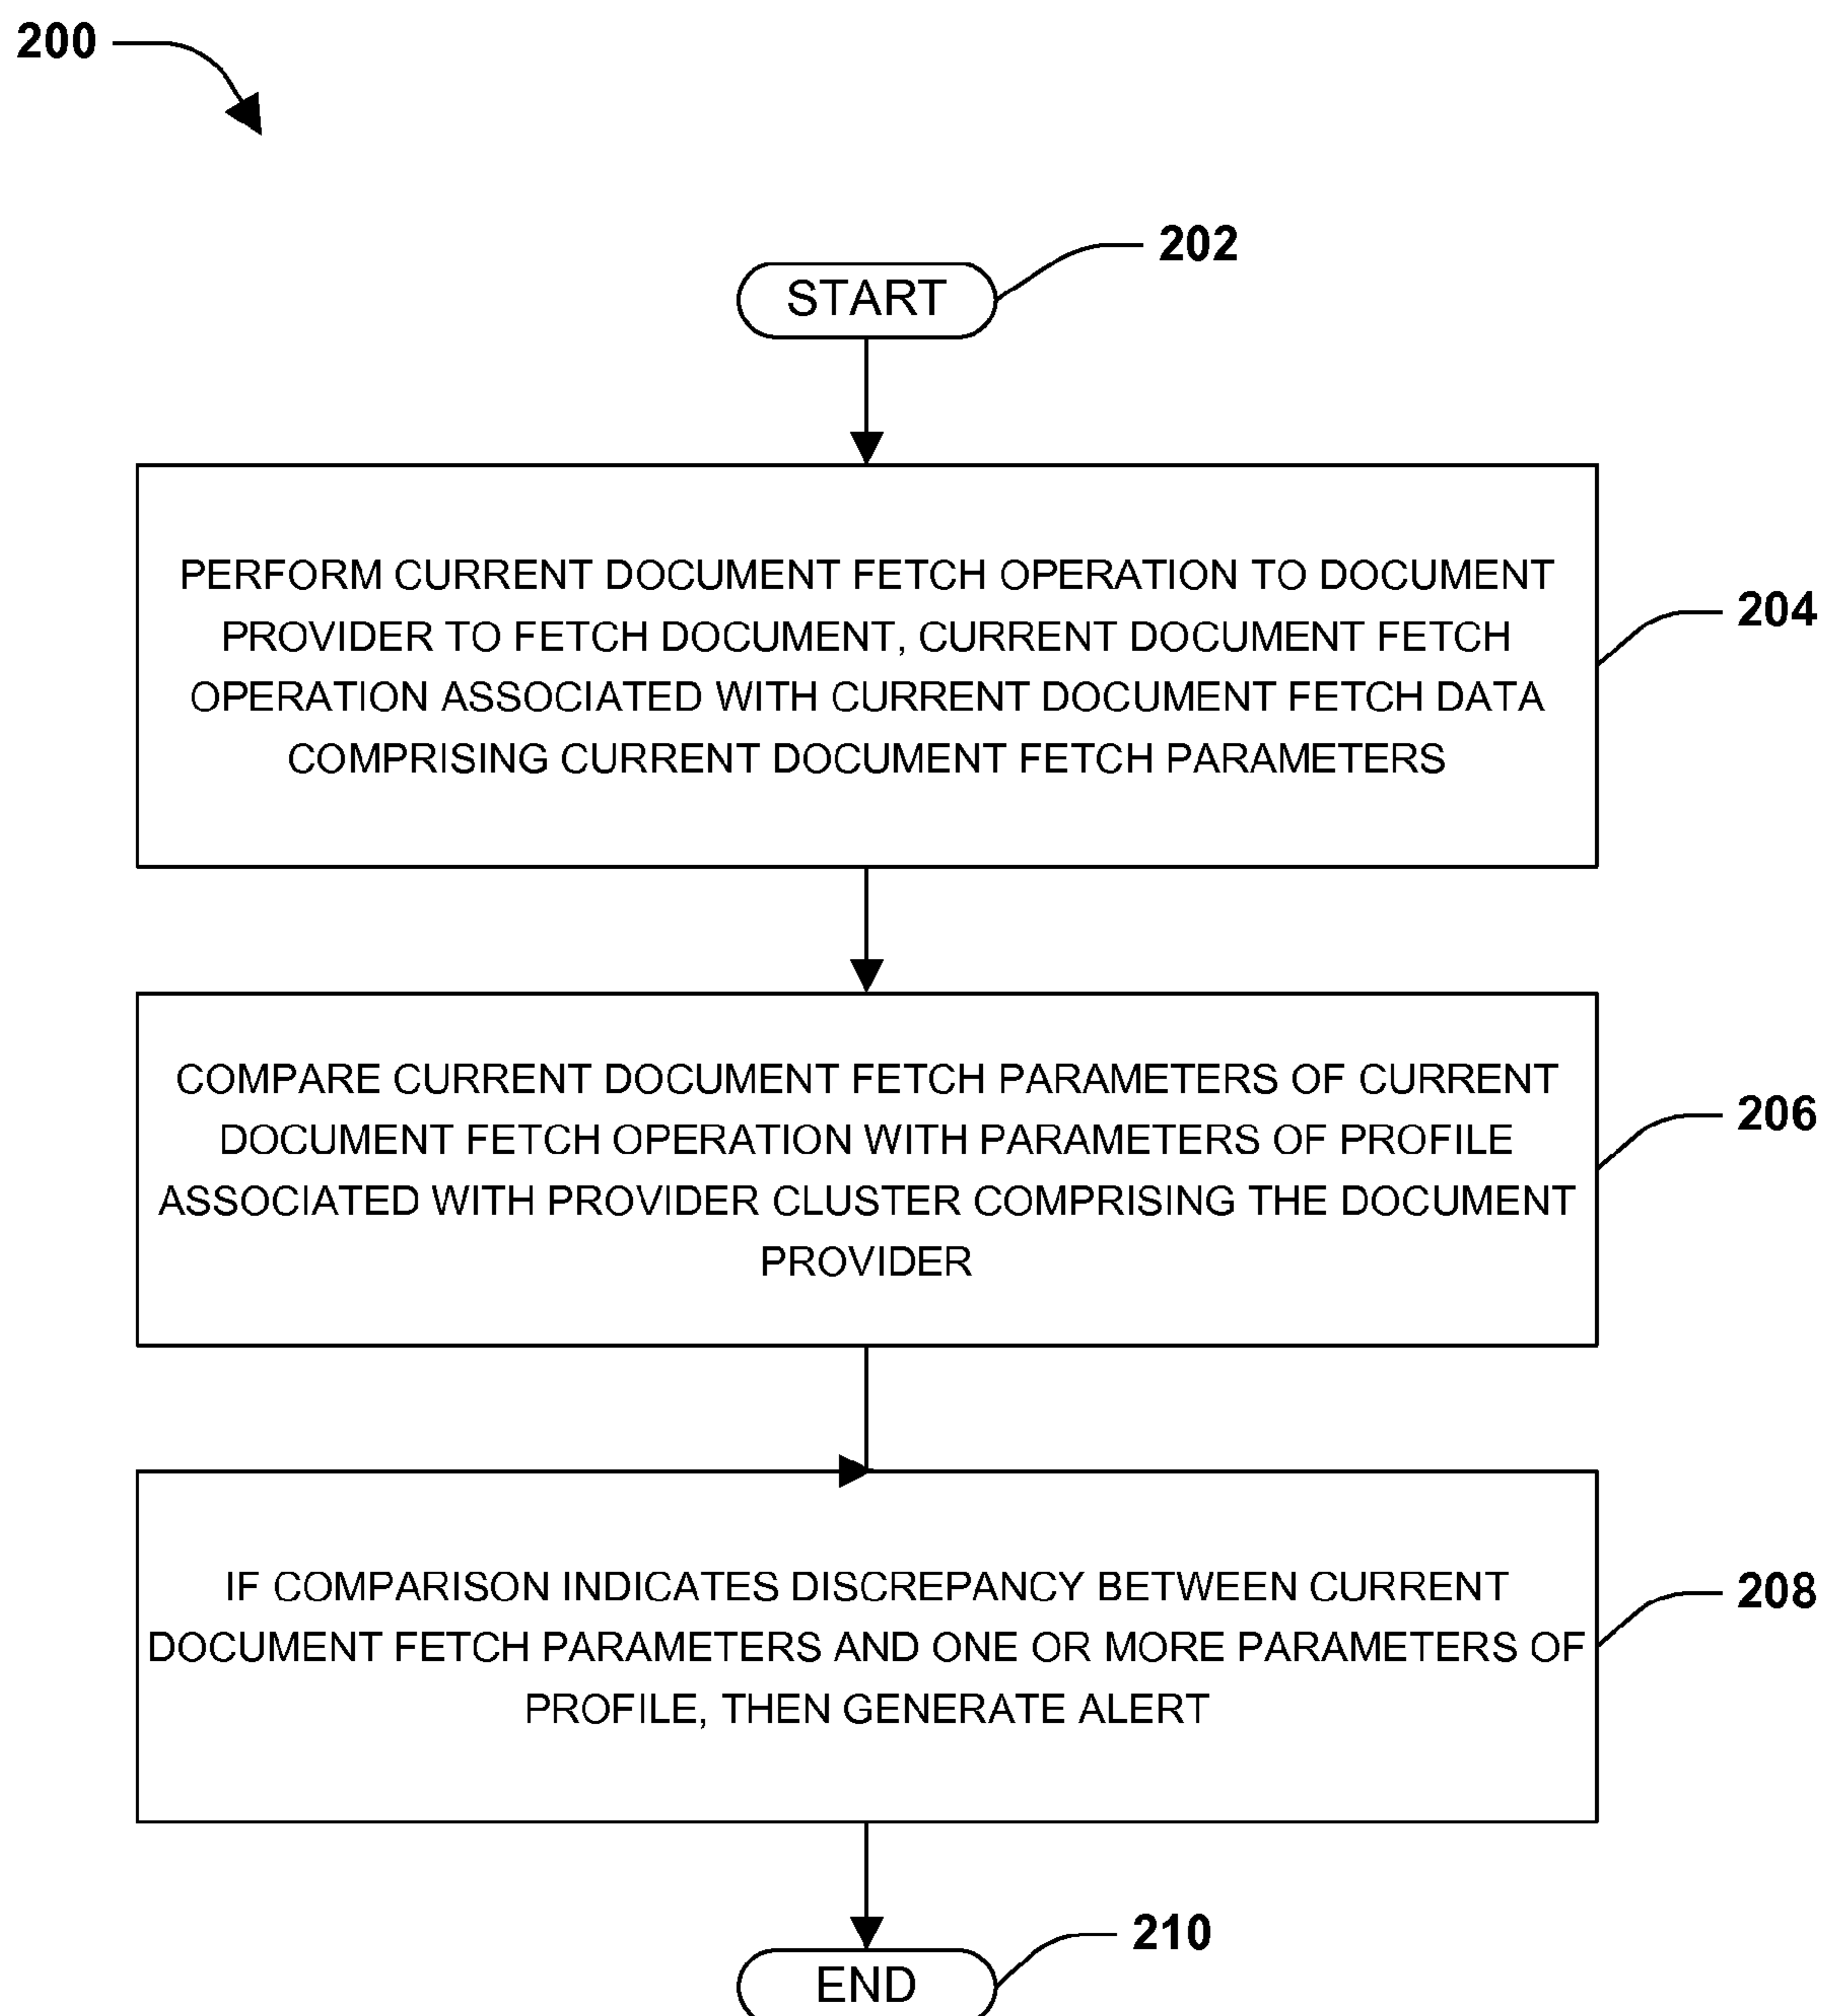 200
202
START
PERFORM CURRENT DOCUMENT FETCH OPERATION TO DOCUMENT
PROVIDER TO FETCH DOCUMENT, CURRENT DOCUMENT FETCH
OPERATION ASSOCIATED WITH CURRENT DOCUMENT FETCH DATA
COMPRISING CURRENT DOCUMENT FETCH PARAMETERS
204
COMPARE CURRENT DOCUMENT FETCH PARAMETERS OF CURRENT
DOCUMENT FETCH OPERATION WITH PARAMETERS OF PROFILE
ASSOCIATED WITH PROVIDER CLUSTER COMPRISING THE DOCUMENT
PROVIDER
206
IF COMPARISON INDICATES DISCREPANCY BETWEEN CURRENT
DOCUMENT FETCH PARAMETERS AND ONE OR MORE PARAMETERS OF
PROFILE, THEN GENERATE ALERT
208
210
END